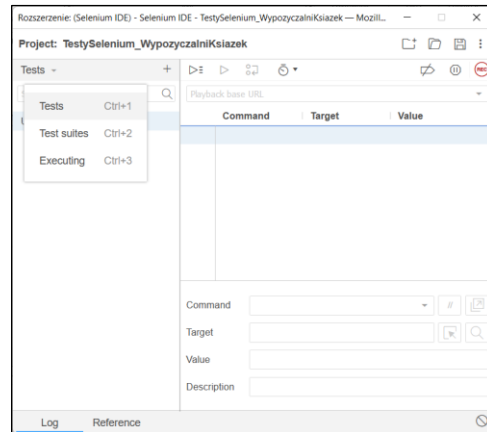 Rozszerzenie: (Selenium IDE) - Selenium IDE - TestySelenium_WypozyczalniKsiazek — Mozill...
Project: TestySelenium_WypozyczalniKsiazek
Tests
REC
Playback base URL
Tests Ctrl+1
Test suites Ctrl+2
Executing Ctrl+3
Command Target Value
Command
//
Target
Value
Description
Log Reference